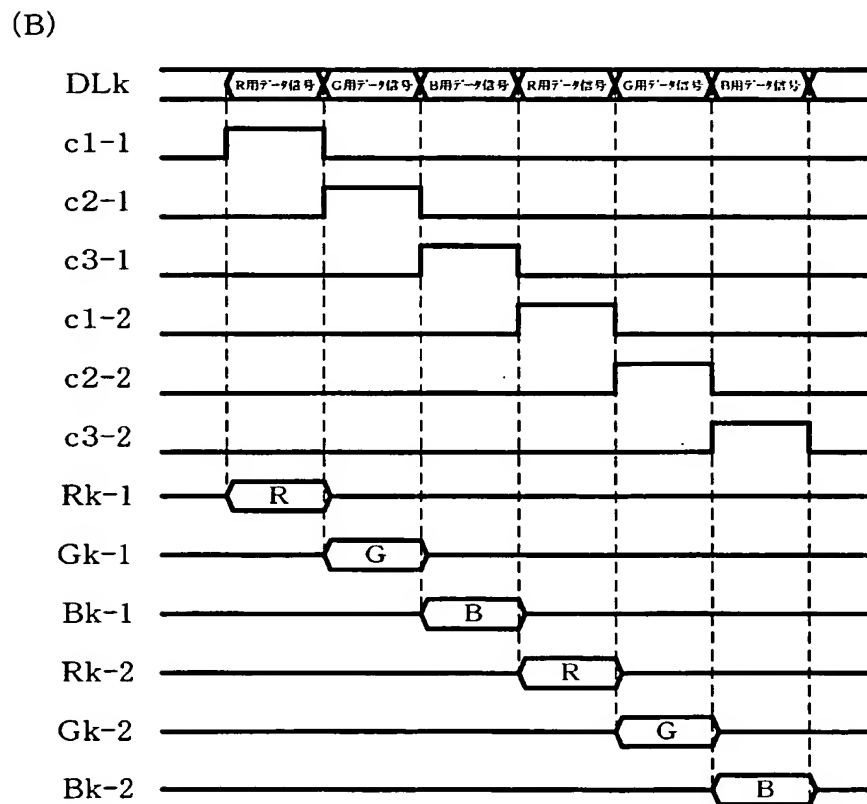 (B)
DLk R用データ信号 G用データ信号 B用データ信号 R用データ信号 G用データ信号 B用データ信号
c1-1
c2-1
c3-1
c1-2
c2-2
c3-2
Rk-1 R
Gk-1 G
Bk-1 B
Rk-2 R
Gk-2 G
Bk-2 B